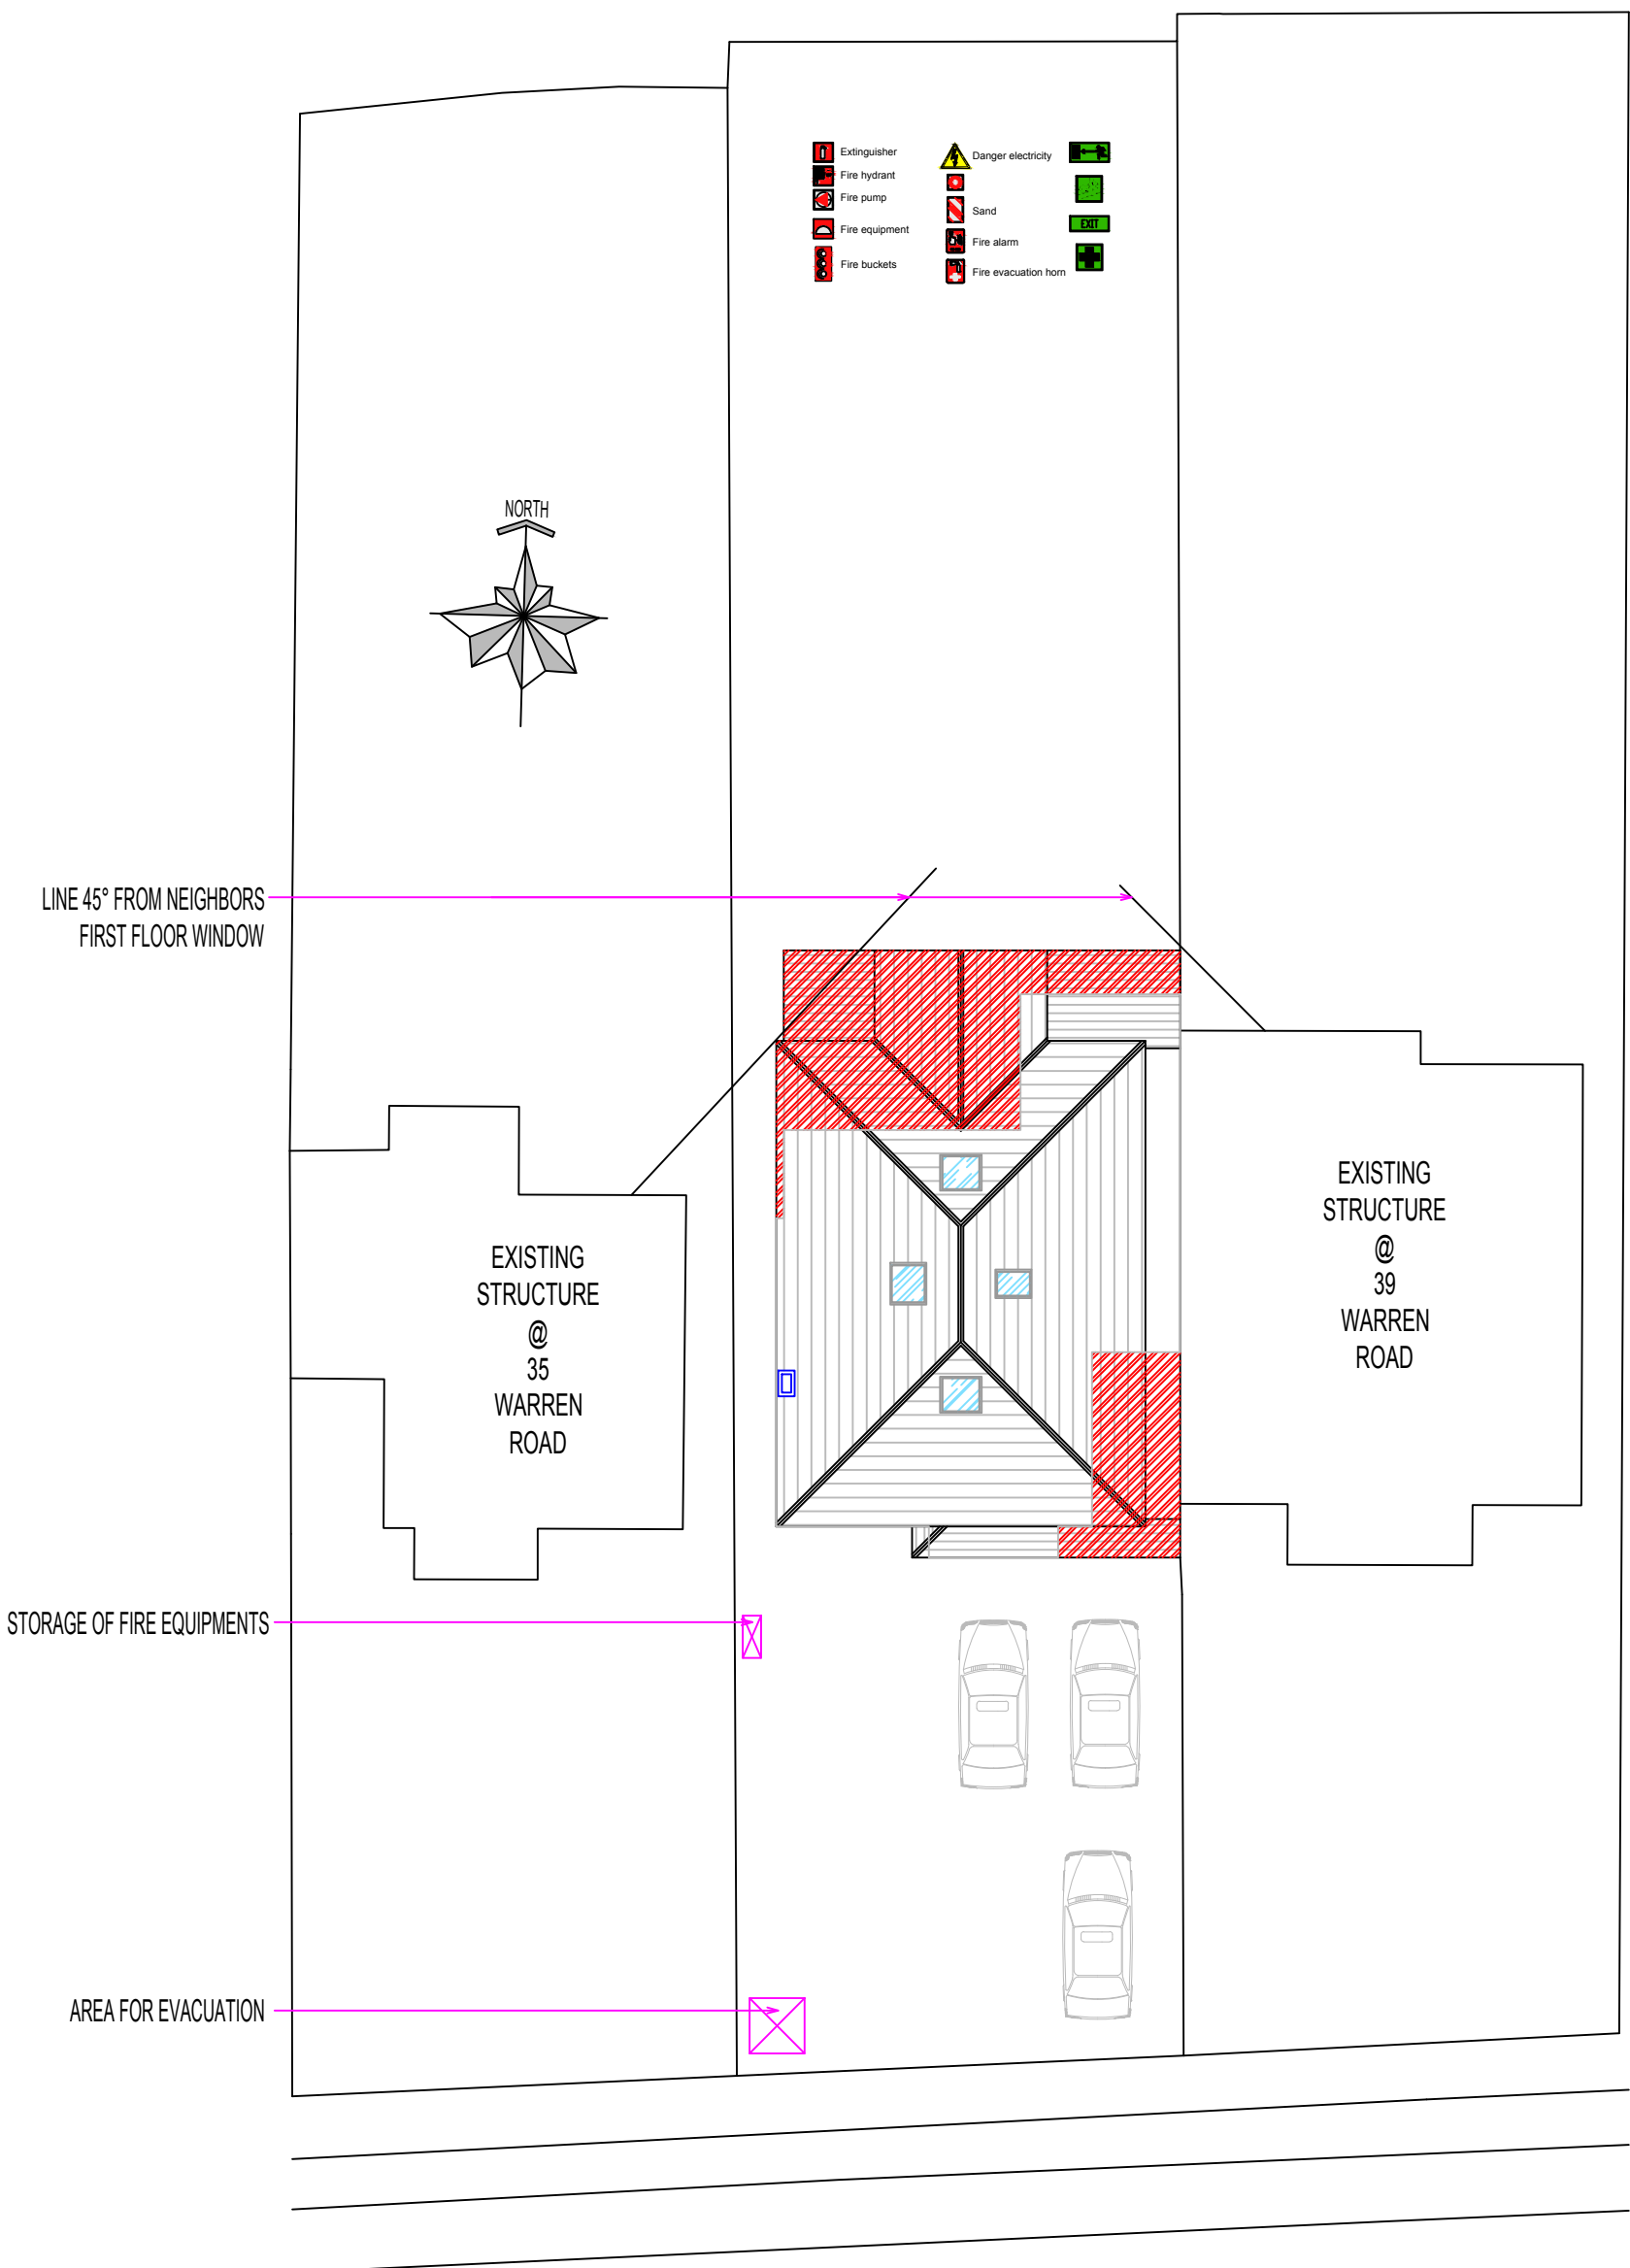 Extinguisher
Fire hydrant
Fire pump
Fire equipment
Fire buckets
Danger electricity
Sand
Fire alarm
Fire evacuation horn
EXIT
NORTH
LINE 45° FROM NEIGHBORS
FIRST FLOOR WINDOW
EXISTING
STRUCTURE
@
35
WARREN
ROAD
EXISTING
STRUCTURE
@
39
WARREN
ROAD
STORAGE OF FIRE EQUIPMENTS
AREA FOR EVACUATION